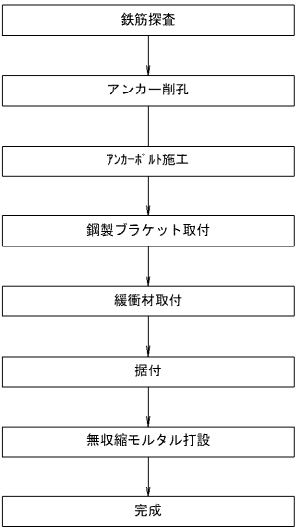 鉄筋探査
アンカー削孔
ｱﾝｶｰﾎﾞﾙﾄ施工
鋼製ブラケット取付
緩衝材取付
据付
無収縮モルタル打設
完成